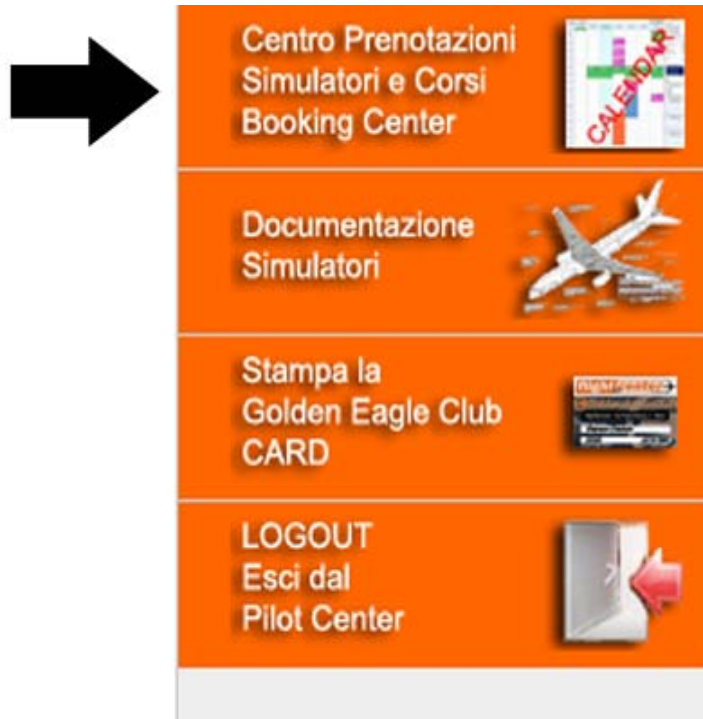 Centro Prenotazioni
Simulatori e Corsi
Booking Center
CALENDAR
Documentazione
Simulatori
Stampa la
Golden Eagle Club
CARD
LOGOUT
Esci dal
Pilot Center